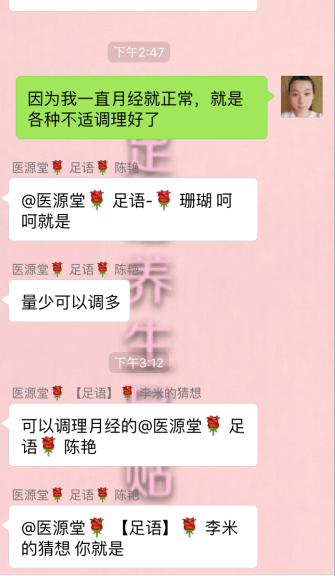 下午2:47
因为我一直月经就正常，就是
各种不适调理好了
医源堂🌹 足语🌹 陈艳
@医源堂🌹 足语-🌹 珊瑚 呵
呵就是
医源堂🌹 足语🌹 陈艳
量少可以调多
下午3:12
医源堂🌹 【足语】🌹 李米的猜想
可以调理月经的@医源堂🌹 足
语🌹 陈艳
医源堂🌹 足语🌹 陈艳
@医源堂🌹 【足语】🌹 李米
的猜想 你就是
足
养
生
贴